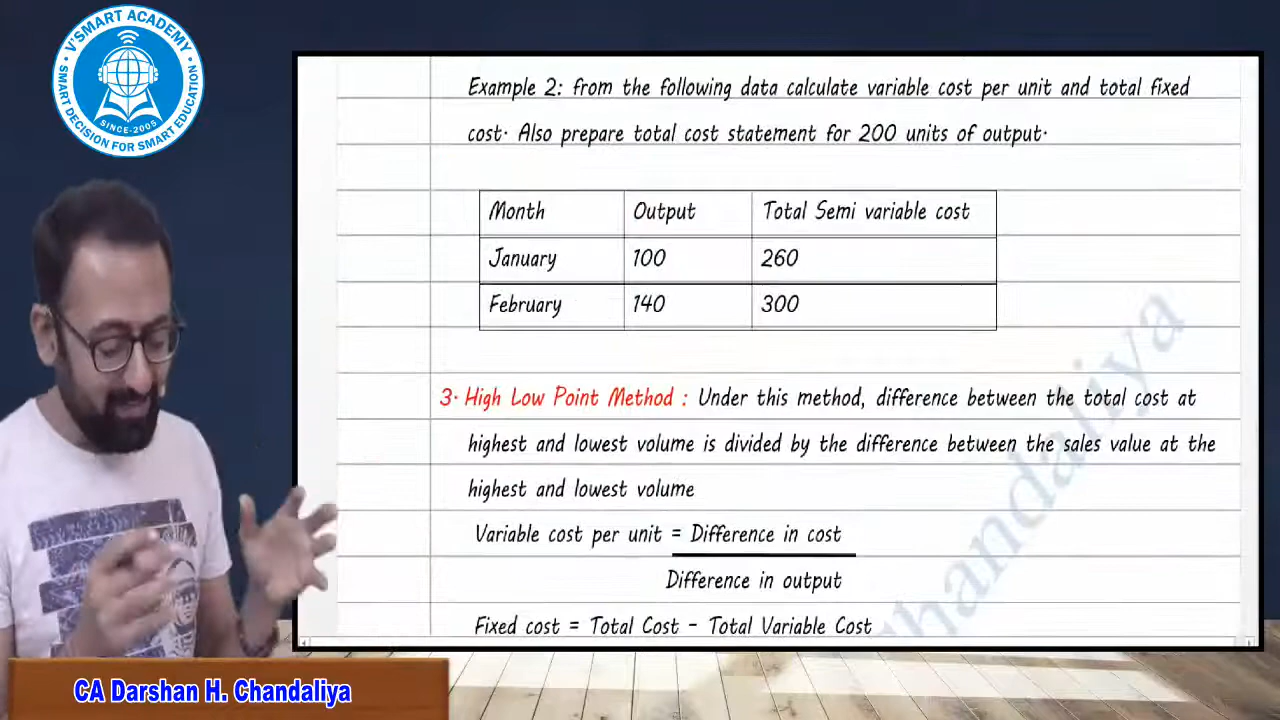 V'SMART ACADEMY
SINCE-2005
SMART DECISION FOR SMART EDUCATION
Example 2: from the following data calculate variable cost per unit and total fixed
cost. Also prepare total cost statement for 200 units of output.
Month Output Total Semi variable cost
January 100 260
February 140 300
3. High Low Point Method : Under this method, difference between the total cost at
highest and lowest volume is divided by the difference between the sales value at the
highest and lowest volume
Variable cost per unit = Difference in cost
Difference in output
Fixed cost = Total Cost - Total Variable Cost
handaliya
CA Darshan H. Chandaliya